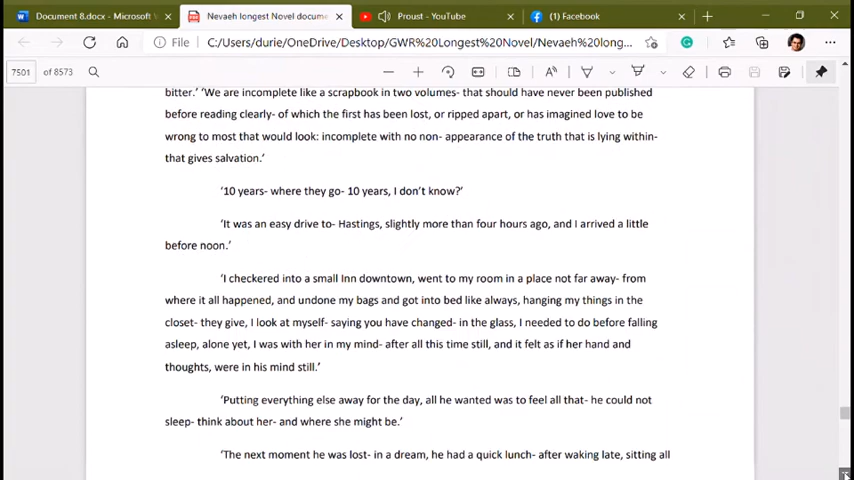 Document 8.docx - Microsoft V
Nevaeh longest Novel docume
Proust - YouTube
(1) Facebook
File
C:/Users/durie/OneDrive/Desktop/GWR%20Longest%20Novel/Nevaeh%20long...
7501 of 8573
bitter.’ ‘We are incomplete like a scrapbook in two volumes- that should have never been published
before reading clearly- of which the first has been lost, or ripped apart, or has imagined love to be
wrong to most that would look: incomplete with no non- appearance of the truth that is lying within-
that gives salvation.’
‘10 years- where they go- 10 years, I don’t know?’
‘It was an easy drive to- Hastings, slightly more than four hours ago, and I arrived a little
before noon.’
‘I checkered into a small Inn downtown, went to my room in a place not far away- from
where it all happened, and undone my bags and got into bed like always, hanging my things in the
closet- they give, I look at myself- saying you have changed- in the glass, I needed to do before falling
asleep, alone yet, I was with her in my mind- after all this time still, and it felt as if her hand and
thoughts, were in his mind still.’
‘Putting everything else away for the day, all he wanted was to feel all that- he could not
sleep- think about her- and where she might be.’
‘The next moment he was lost- in a dream, he had a quick lunch- after waking late, sitting all